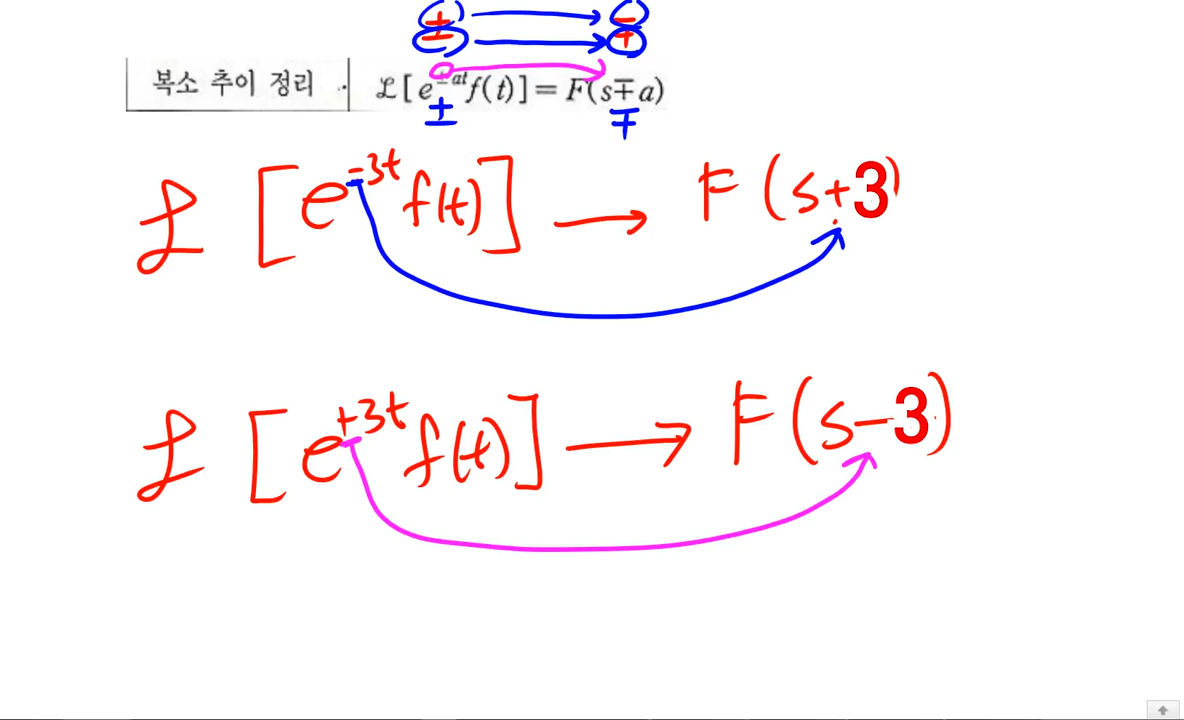 ± ∓
복소 추이 정리 ℒ[e^{±at}f(t)] = F(s∓a)
± ∓
ℒ [e^{-3t} f(t)] → F(s+3)
ℒ [e^{+3t} f(t)] → F(s-3)